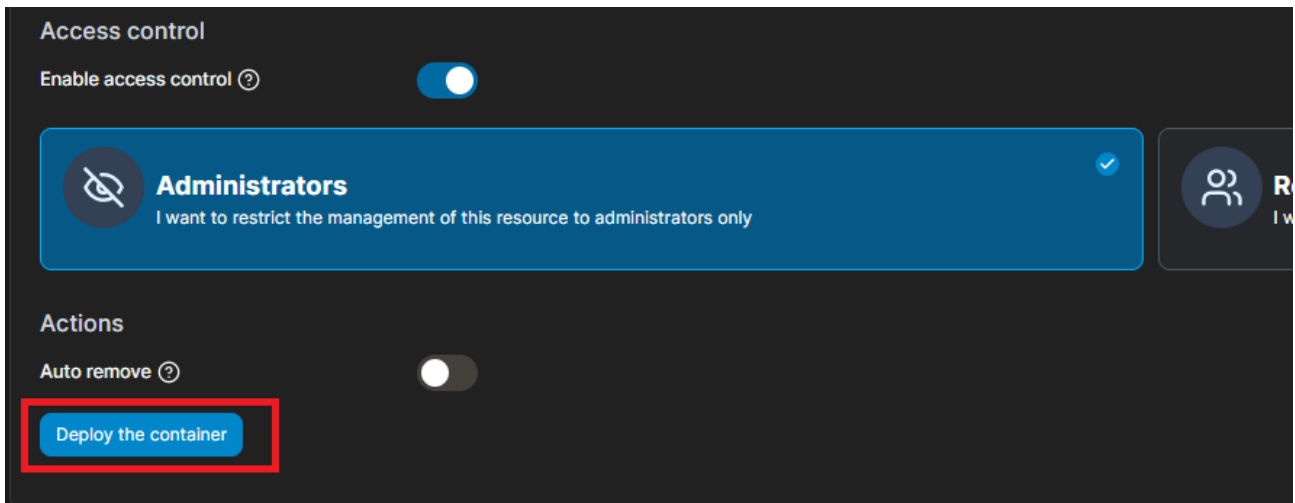 Access control
Enable access control
Administrators
I want to restrict the management of this resource to administrators only
Actions
Auto remove
Deploy the container